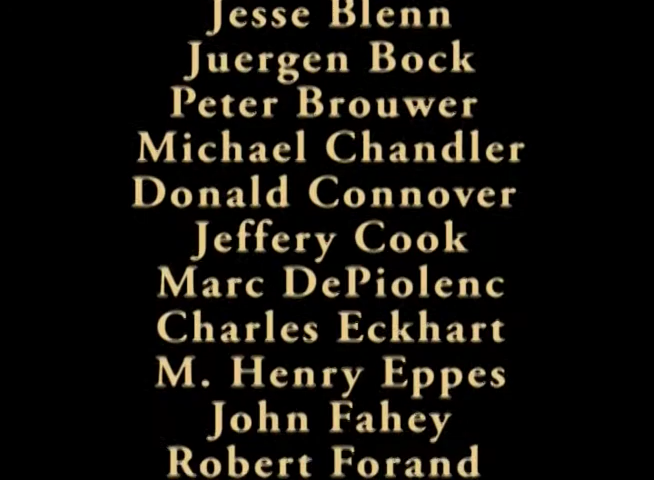 Jesse Blenn
Juergen Bock
Peter Brouwer
Michael Chandler
Donald Connover
Jeffery Cook
Marc DePiolenc
Charles Eckhart
M. Henry Eppes
John Fahey
Robert Forand